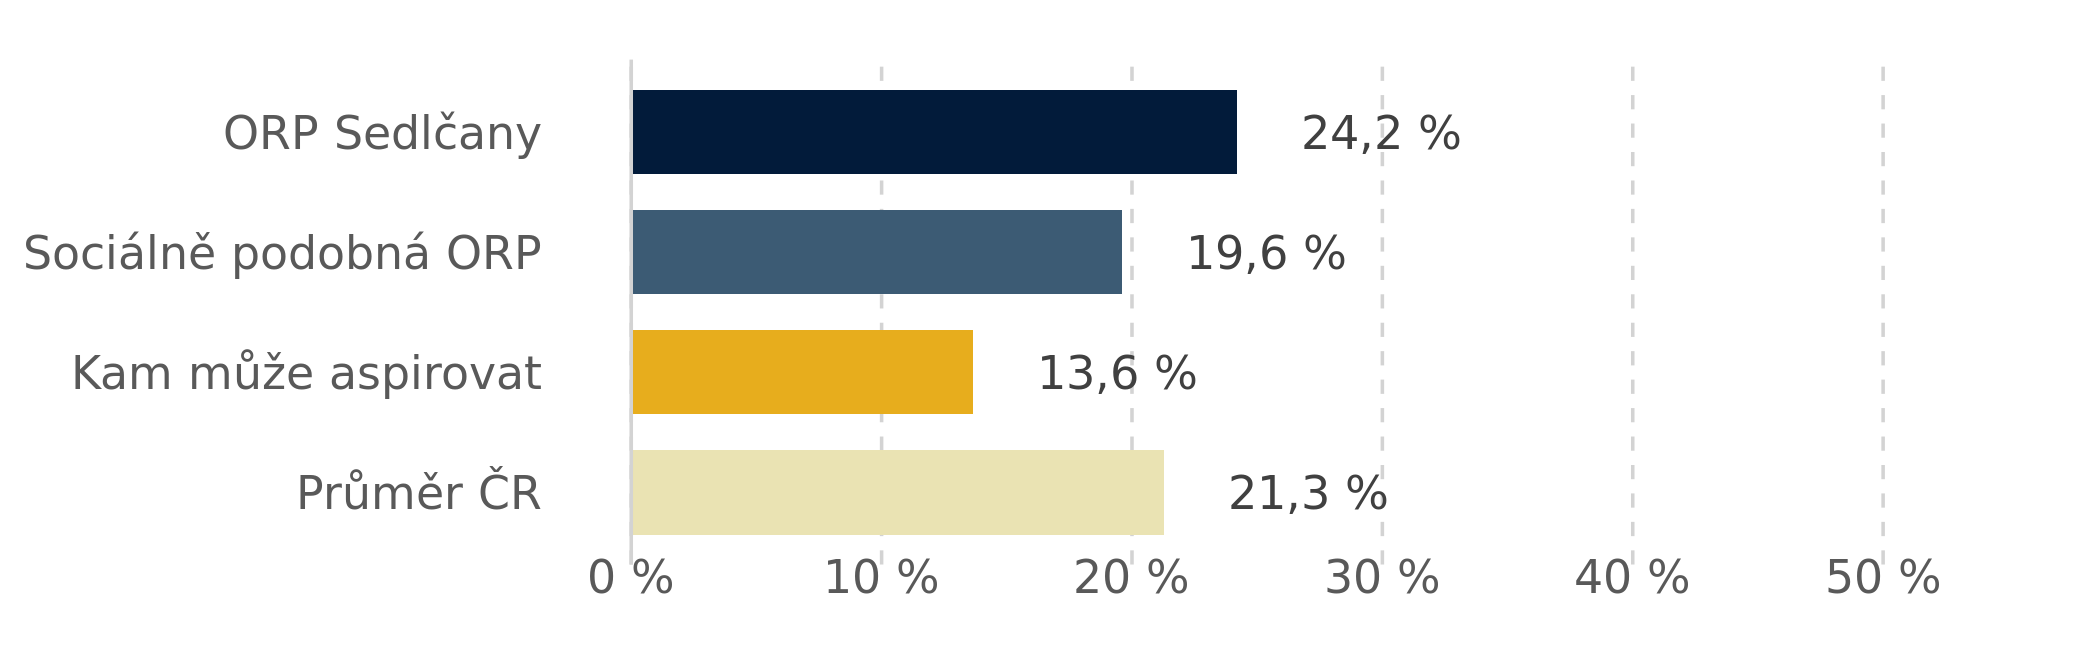 ORP Sedlčany 24,2 %
Sociálně podobná ORP 19,6 %
Kam může aspirovat 13,6 %
Průměr ČR 21,3 %
0 % 10 % 20 % 30 % 40 % 50 %